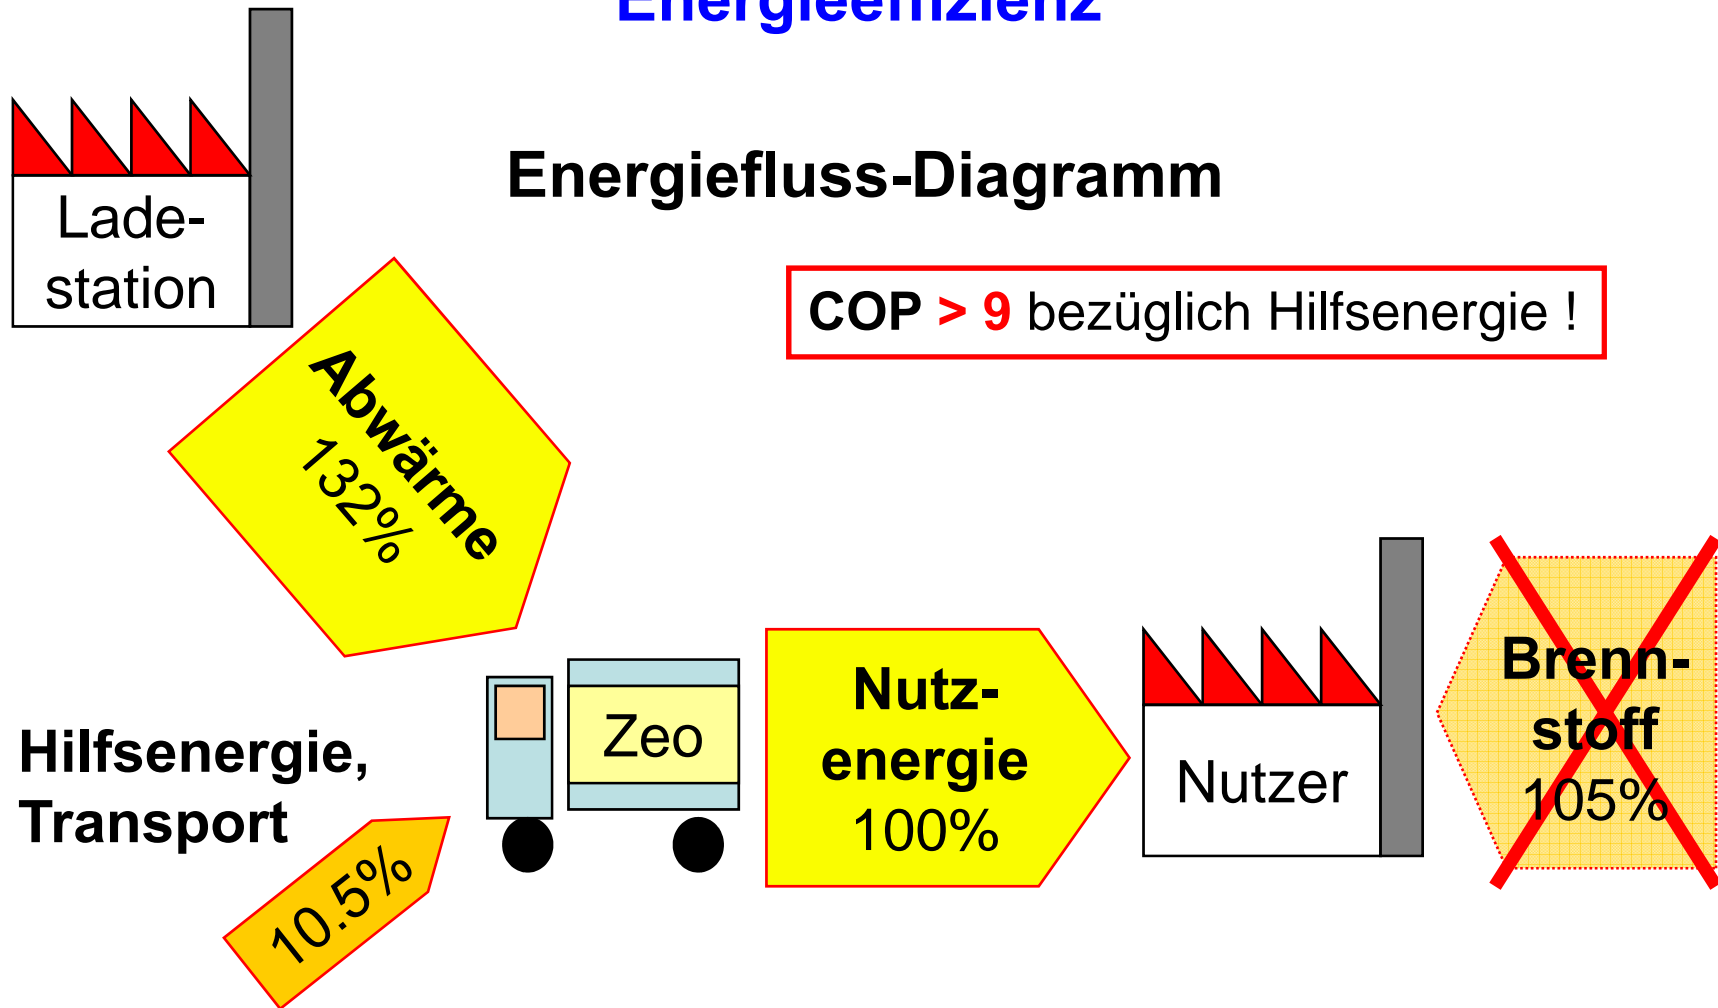 Energieeffizienz
Energiefluss-Diagramm
Lade-
station
COP > 9 bezüglich Hilfsenergie !
Abwärme
132%
Hilfsenergie,
Transport
10.5%
Zeo
Nutz-
energie
100%
Nutzer
Brenn-
stoff
105%